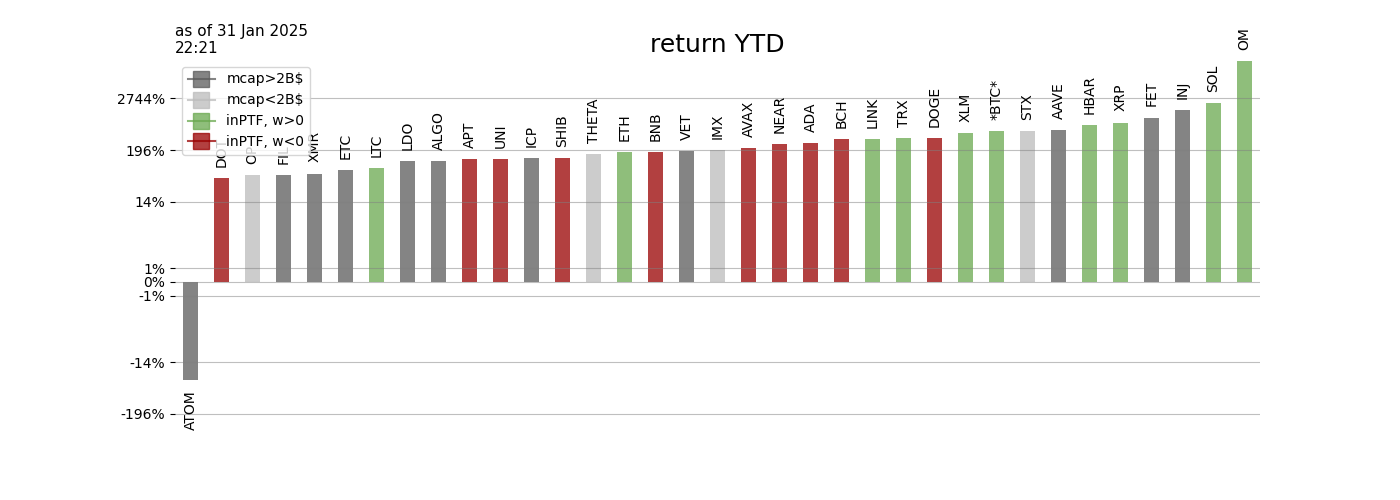 as of 31 Jan 2025
22:21
return YTD
mcap>2B$
mcap<2B$
inPTF, w>0
inPTF, w<0
2744%
196%
14%
1%
0%
-1%
-14%
-196%
ATOM
DOT
OP
FIL
XMR
ETC
LTC
LDO
ALGO
APT
UNI
ICP
SHIB
THETA
ETH
BNB
VET
IMX
AVAX
NEAR
ADA
BCH
LINK
TRX
DOGE
XLM
*BTC*
STX
AAVE
HBAR
XRP
FET
INJ
SOL
OM